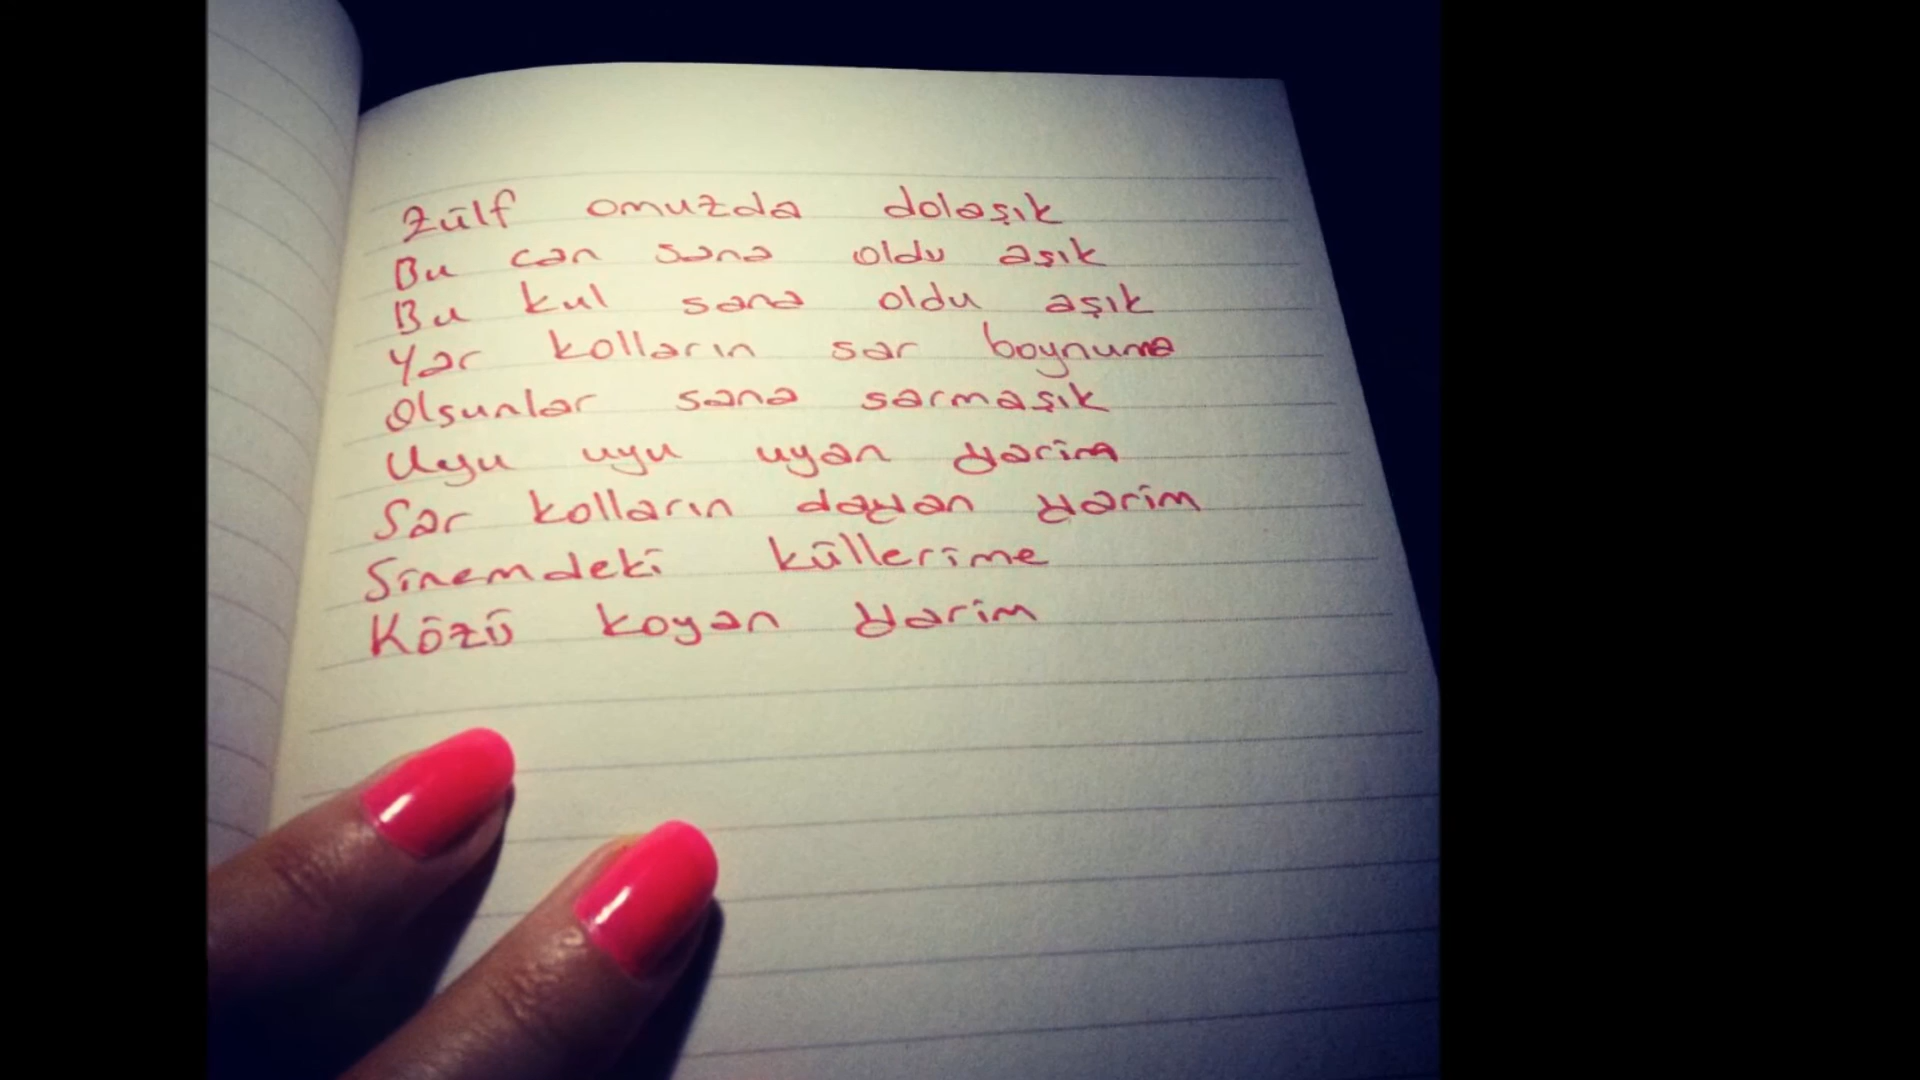 Zülf omuzda dolaşık
Bu can sana oldu aşık
Bu kul sana oldu aşık
Yar kolların sar boynuma
Olsunlar sana sarmaşık
Uyu uyu uyan yarim
Sar kolların dayan yarim
Sinemdeki küllerime
Közü koyan yarim